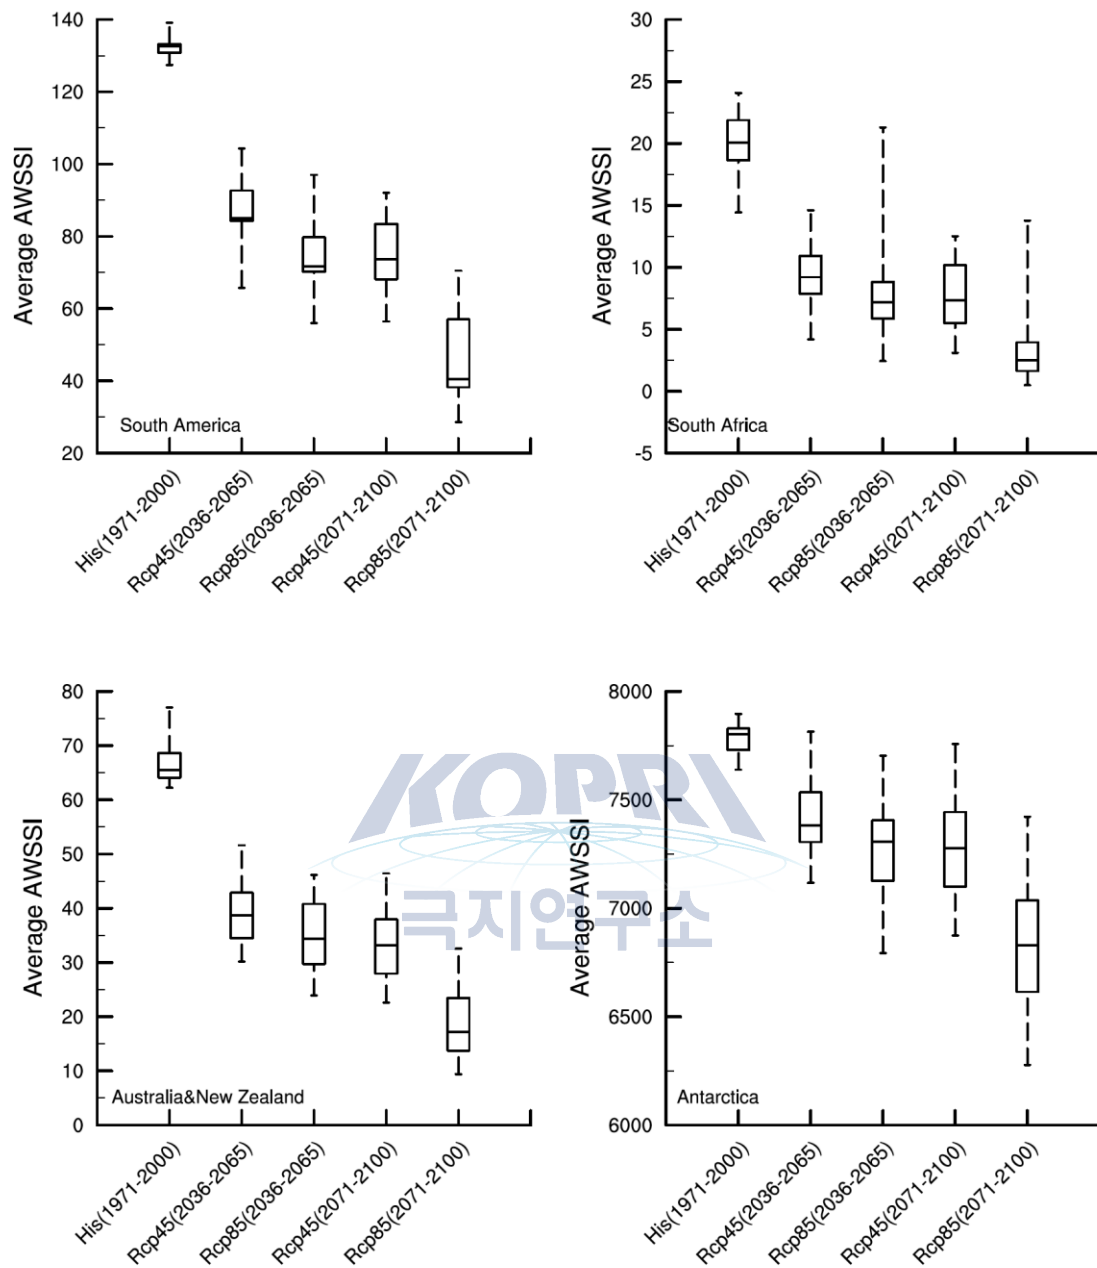 140
120
100
80
60
40
20
Average AWSSI
South America
His(1971-2000)
Rcp45(2036-2065)
Rcp85(2036-2065)
Rcp45(2071-2100)
Rcp85(2071-2100)
30
25
20
15
10
5
0
-5
Average AWSSI
South Africa
His(1971-2000)
Rcp45(2036-2065)
Rcp85(2036-2065)
Rcp45(2071-2100)
Rcp85(2071-2100)
80
70
60
50
40
30
20
10
0
Average AWSSI
Australia&New Zealand
His(1971-2000)
Rcp45(2036-2065)
Rcp85(2036-2065)
Rcp45(2071-2100)
Rcp85(2071-2100)
8000
7500
7000
6500
6000
Average AWSSI
Antarctica
His(1971-2000)
Rcp45(2036-2065)
Rcp85(2036-2065)
Rcp45(2071-2100)
Rcp85(2071-2100)
KOPRI
극지연구소